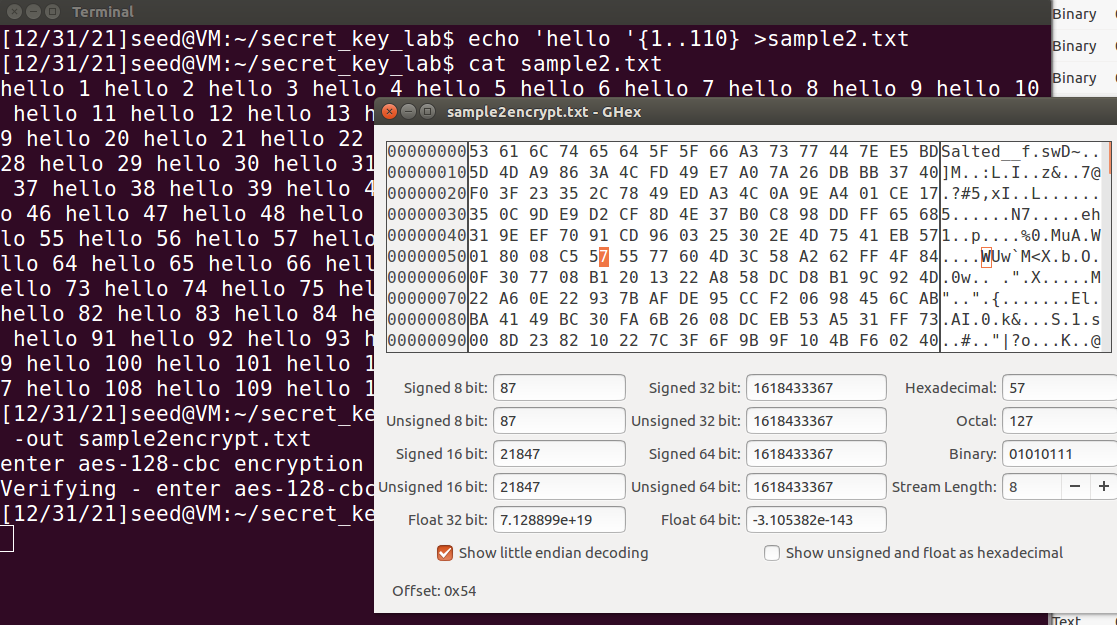 Terminal
[12/31/21]seed@VM:~/secret_key_lab$ echo 'hello '{1..110} >sample2.txt
[12/31/21]seed@VM:~/secret_key_lab$ cat sample2.txt
hello 1 hello 2 hello 3 hello 4 hello 5 hello 6 hello 7 hello 8 hello 9 hello 10
hello 11 hello 12 hello 13 h
9 hello 20 hello 21 hello 22
28 hello 29 hello 30 hello 31
37 hello 38 hello 39 hello 4
o 46 hello 47 hello 48 hello
lo 55 hello 56 hello 57 hello
llo 64 hello 65 hello 66 hello
ello 73 hello 74 hello 75 hel
hello 82 hello 83 hello 84 he
hello 91 hello 92 hello 93 h
9 hello 100 hello 101 hello 1
7 hello 108 hello 109 hello 1
[12/31/21]seed@VM:~/secret_ke
-out sample2encrypt.txt
enter aes-128-cbc encryption
Verifying - enter aes-128-cbc
[12/31/21]seed@VM:~/secret_ke
Binary
Binary
Binary
sample2encrypt.txt - GHex
00000000 53 61 6C 74 65 64 5F 5F 66 A3 73 77 44 7E E5 BD Salted__f.swD~..
00000010 5D 4D A9 86 3A 4C FD 49 E7 A0 7A 26 DB BB 37 40 ]M..:L.I..z&..7@
00000020 F0 3F 23 35 2C 78 49 ED A3 4C 0A 9E A4 01 CE 17 .?#5,xI..L......
00000030 35 0C 9D E9 D2 CF 8D 4E 37 B0 C8 98 DD FF 65 68 5......N7.....eh
00000040 31 9E EF 70 91 CD 96 03 25 30 2E 4D 75 41 EB 57 1..p....%0.MuA.W
00000050 01 80 08 C5 57 55 77 60 4D 3C 58 A2 62 FF 4F 84 ....WUw`M<X.b.O.
00000060 0F 30 77 08 B1 20 13 22 A8 58 DC D8 B1 9C 92 4D .0w.. .".X.....M
00000070 22 A6 0E 22 93 7B AF DE 95 CC F2 06 98 45 6C AB "..".{.......El.
00000080 BA 41 49 BC 30 FA 6B 26 08 DC EB 53 A5 31 FF 73 .AI.0.k&...S.1.s
00000090 00 8D 23 82 10 22 7C 3F 6F 9B 9F 10 4B F6 02 40 ..#.."|?o...K..@
Signed 8 bit: 87 Signed 32 bit: 1618433367 Hexadecimal: 57
Unsigned 8 bit: 87 Unsigned 32 bit: 1618433367 Octal: 127
Signed 16 bit: 21847 Signed 64 bit: 1618433367 Binary: 01010111
Unsigned 16 bit: 21847 Unsigned 64 bit: 1618433367 Stream Length: 8 − +
Float 32 bit: 7.128899e+19 Float 64 bit: -3.105382e-143
Show little endian decoding Show unsigned and float as hexadecimal
Offset: 0x54
Text